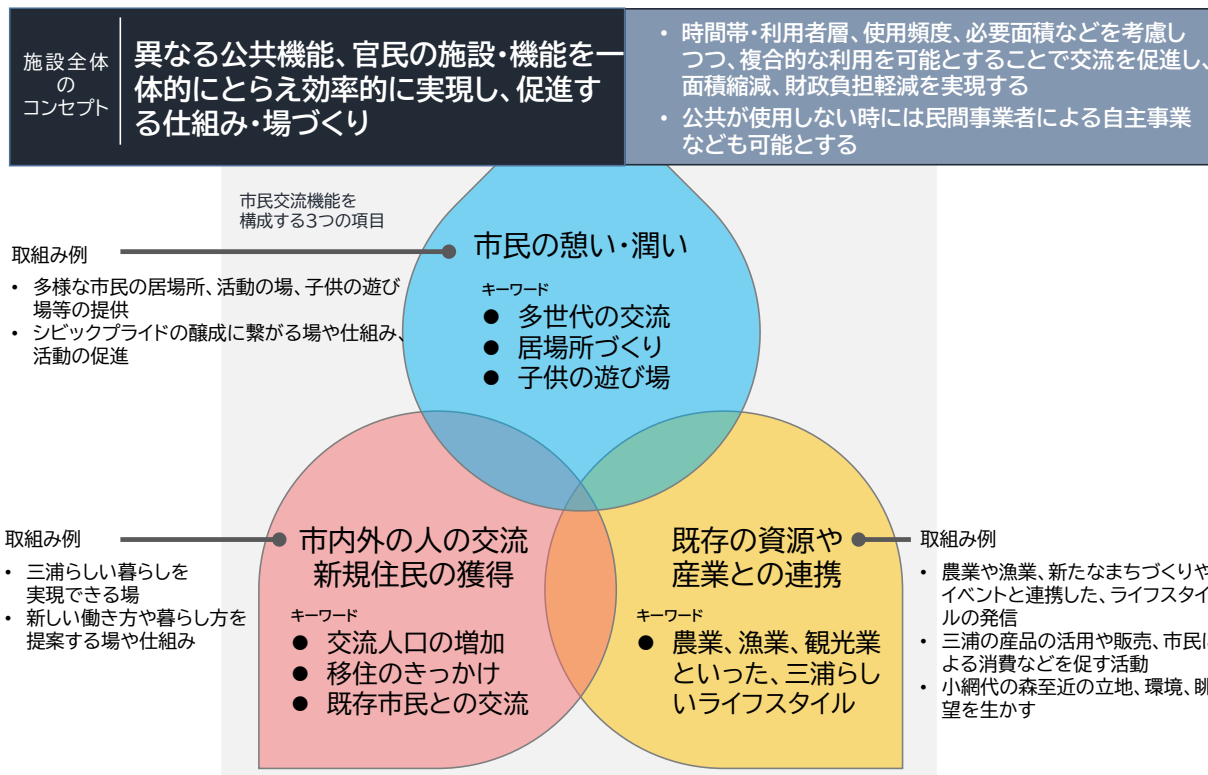 施設全体
の
コンセプト
異なる公共機能、官民の施設・機能を一
体的にとらえ効率的に実現し、促進す
る仕組み・場づくり
• 時間帯・利用者層、使用頻度、必要面積などを考慮し
つつ、複合的な利用を可能とすることで交流を促進し、
面積縮減、財政負担軽減を実現する
• 公共が使用しない時には民間事業者による自主事業
なども可能とする
市民交流機能を
構成する3つの項目
取組み例
• 多様な市民の居場所、活動の場、子供の遊び
場等の提供
• シビックプライドの醸成に繋がる場や仕組み、
活動の促進
市民の憩い・潤い
キーワード
● 多世代の交流
● 居場所づくり
● 子供の遊び場
取組み例
• 三浦らしい暮らしを
実現できる場
• 新しい働き方や暮らし方を
提案する場や仕組み
市内外の人の交流
新規住民の獲得
キーワード
● 交流人口の増加
● 移住のきっかけ
● 既存市民との交流
既存の資源や
産業との連携
キーワード
● 農業、漁業、観光業
といった、三浦らし
いライフスタイル
取組み例
• 農業や漁業、新たなまちづくりや
イベントと連携した、ライフスタイ
ルの発信
• 三浦の産品の活用や販売、市民に
よる消費などを促す活動
• 小網代の森至近の立地、環境、眺
望を生かす